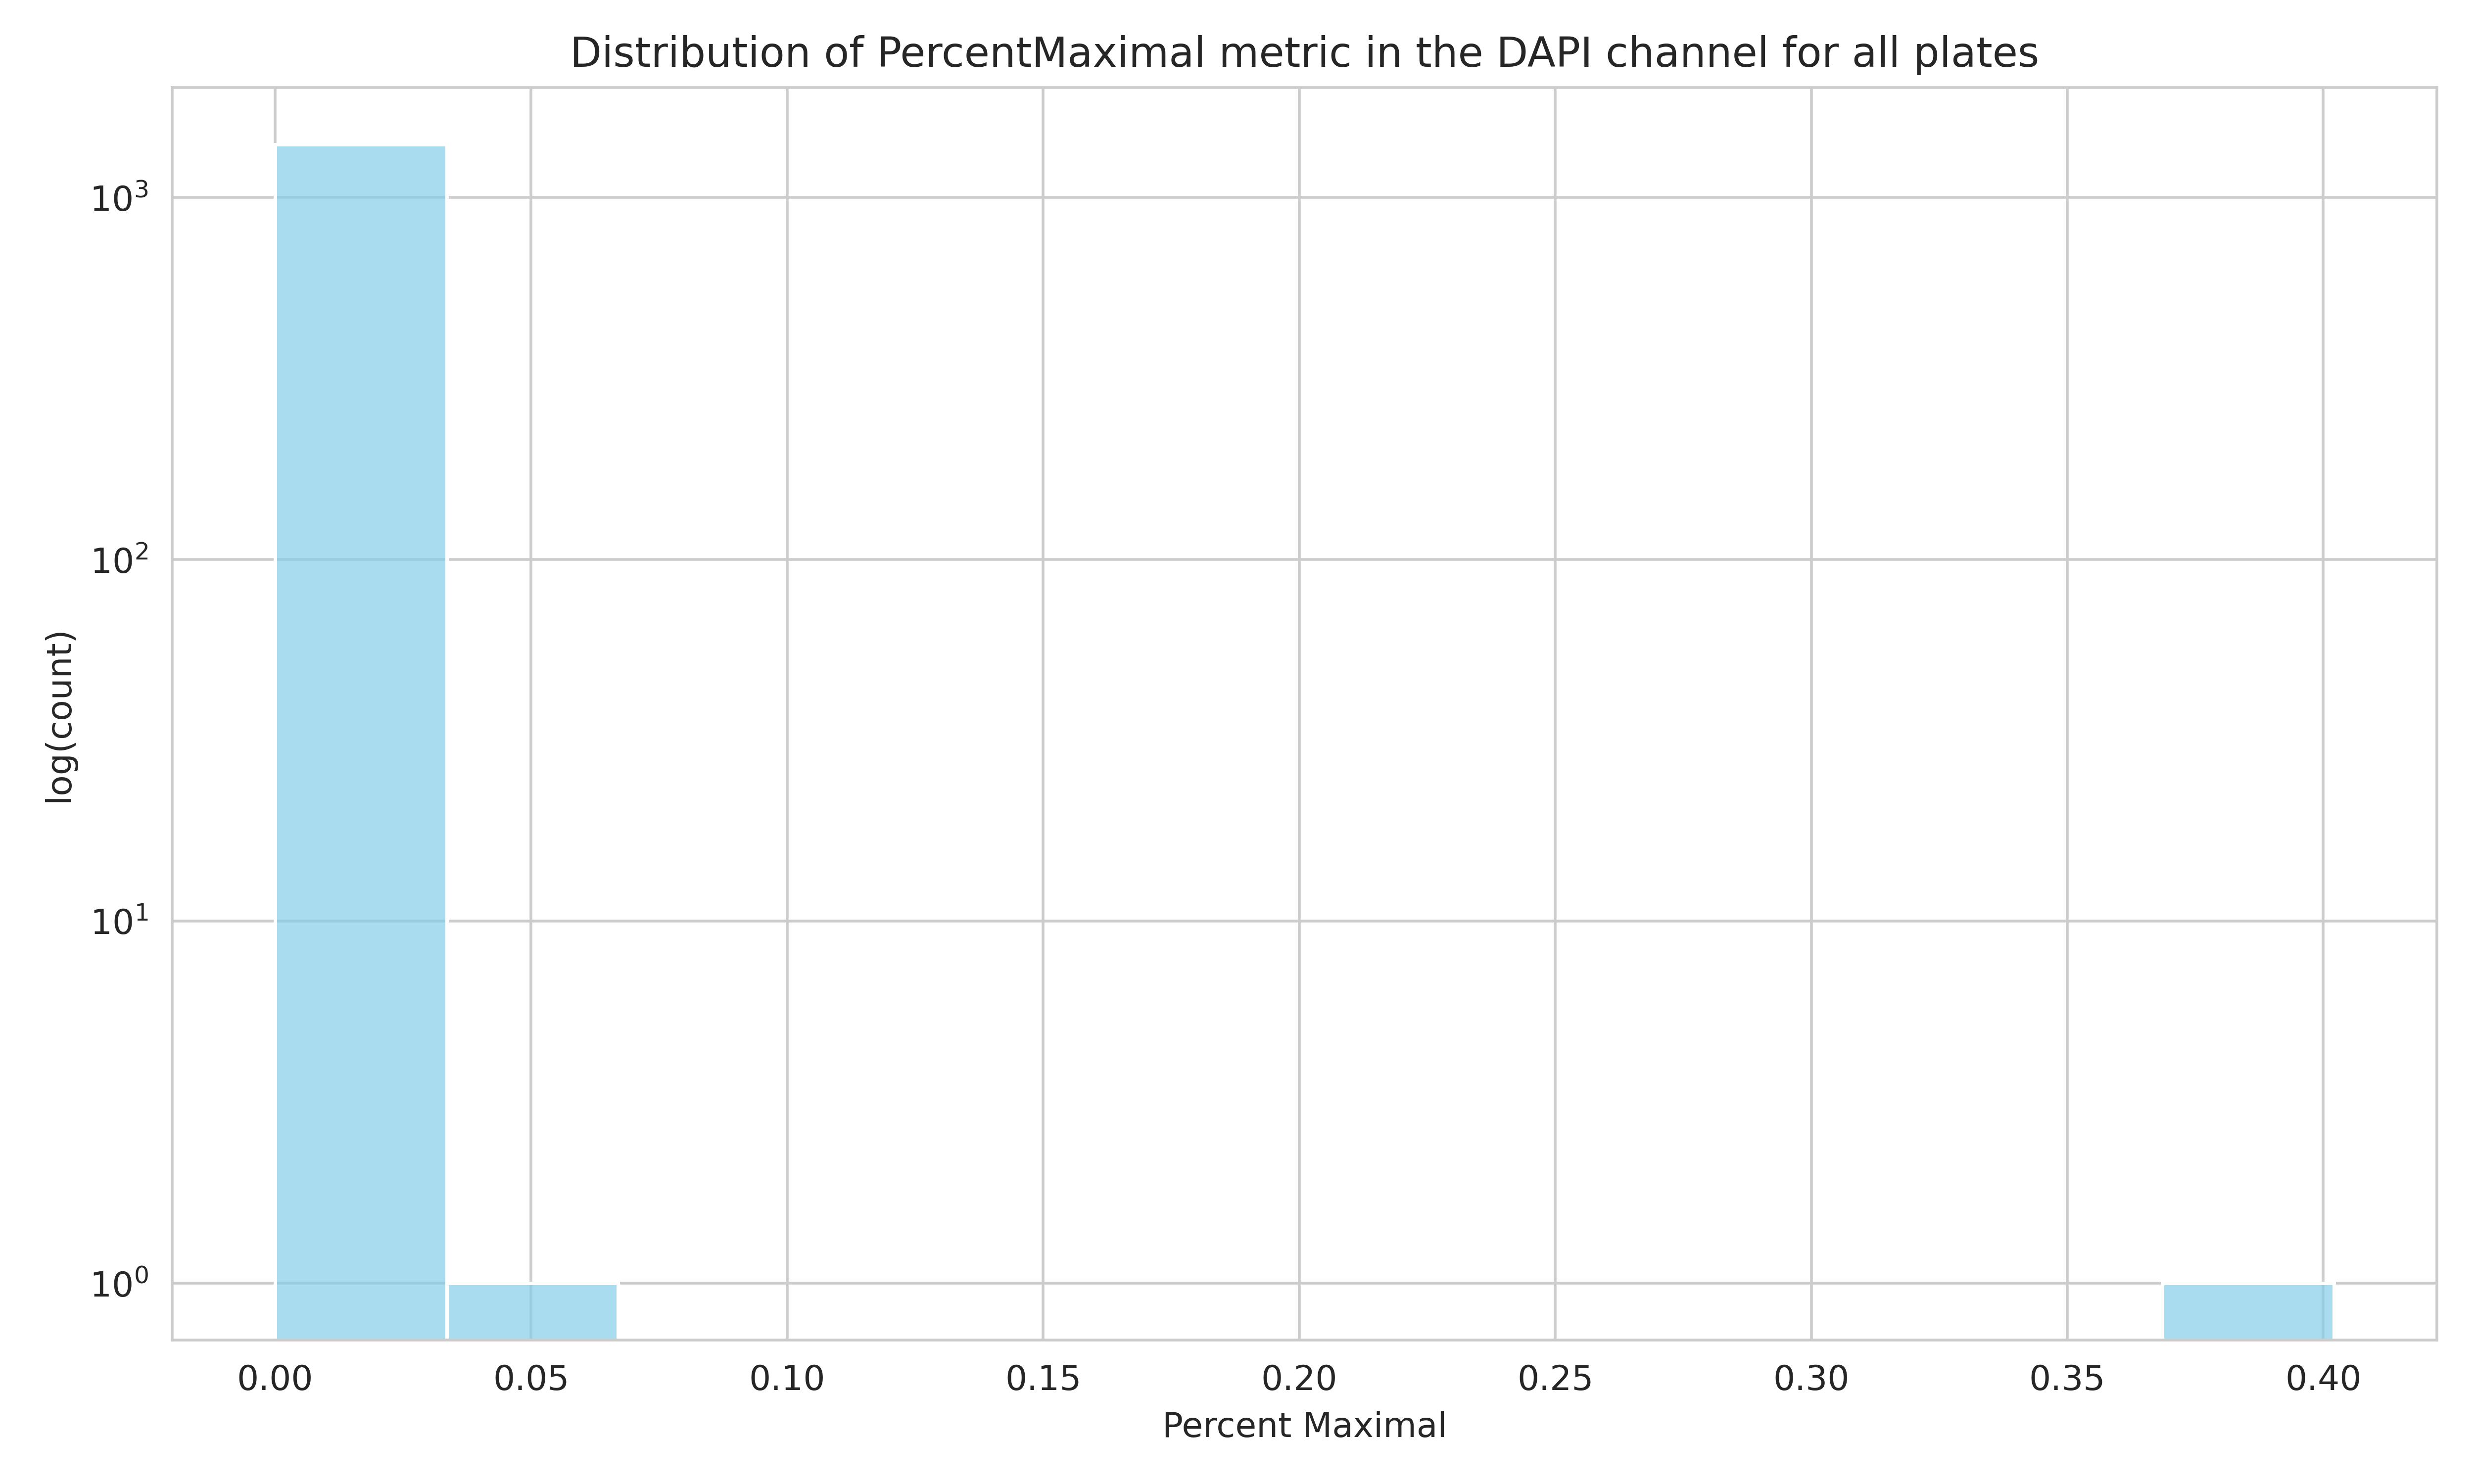 Distribution of PercentMaximal metric in the DAPI channel for all plates
10³
10²
10¹
10⁰
log(count)
0.00 0.05 0.10 0.15 0.20 0.25 0.30 0.35 0.40
Percent Maximal